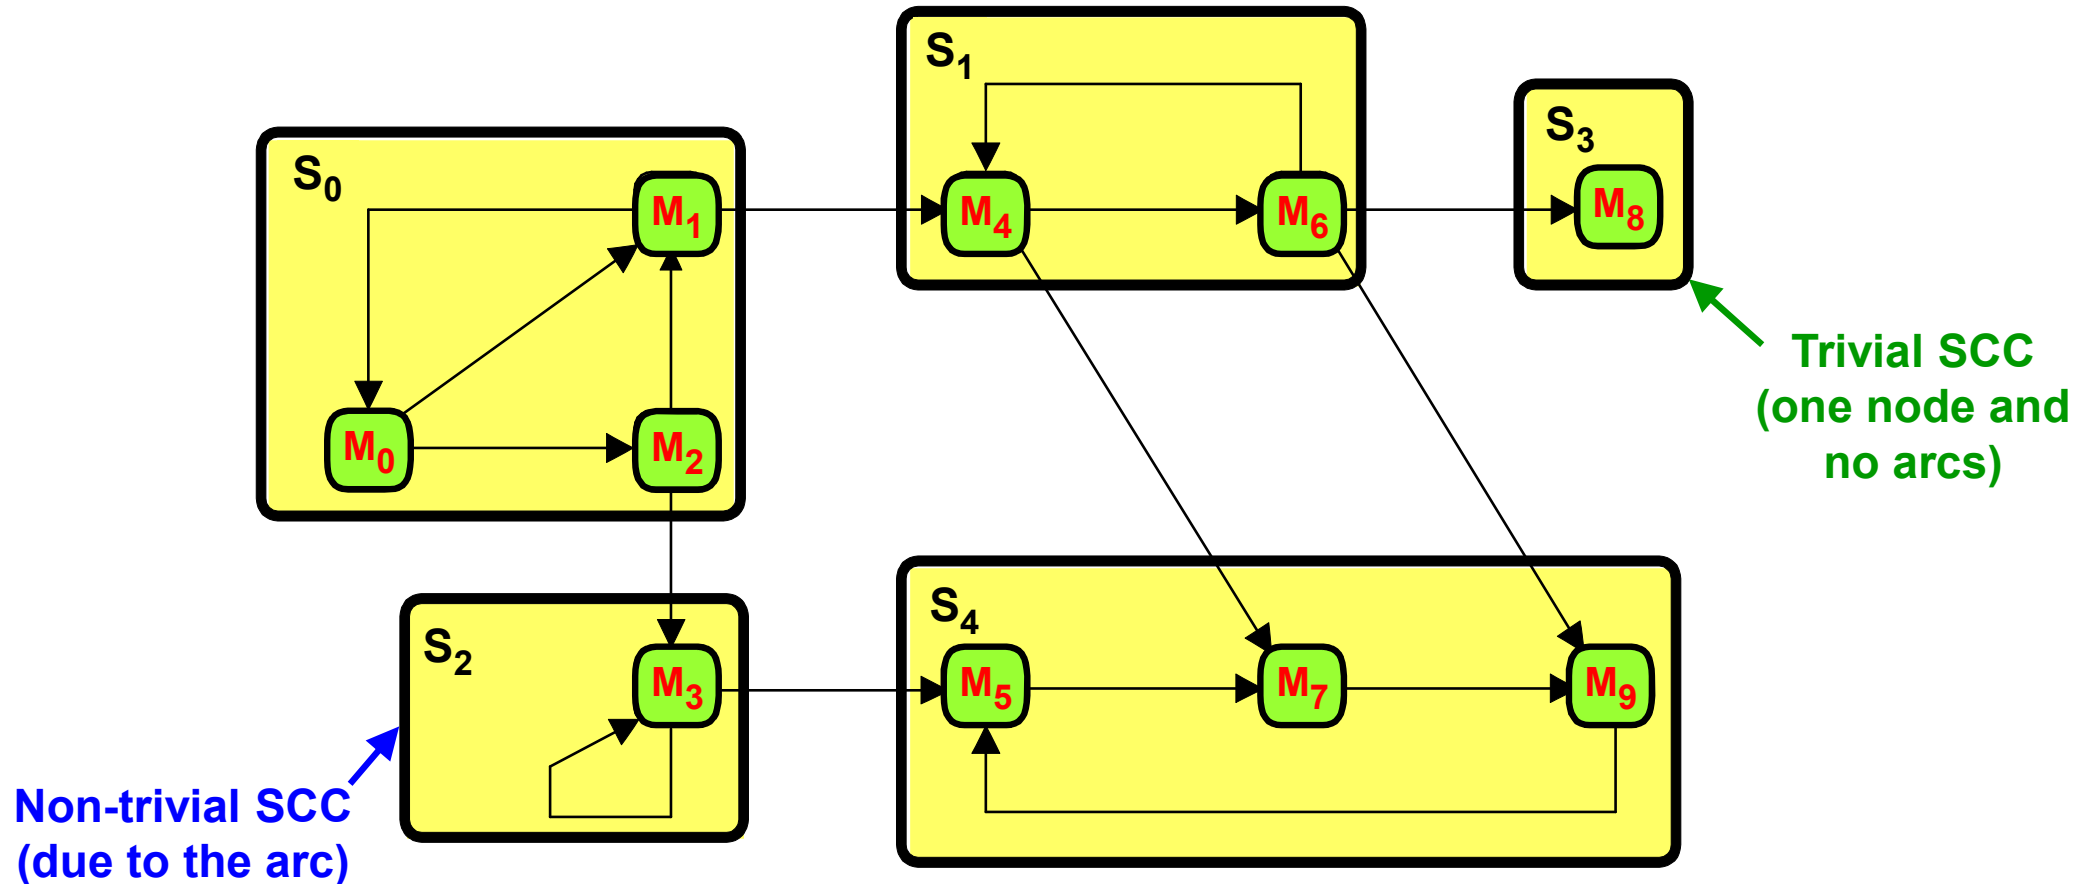 S₁
S₃
S₀
M₁
M₄
M₆
M₈
Trivial SCC
(one node and
no arcs)
M₀
M₂
S₂
S₄
M₃
M₅
M₇
M₉
Non-trivial SCC
(due to the arc)